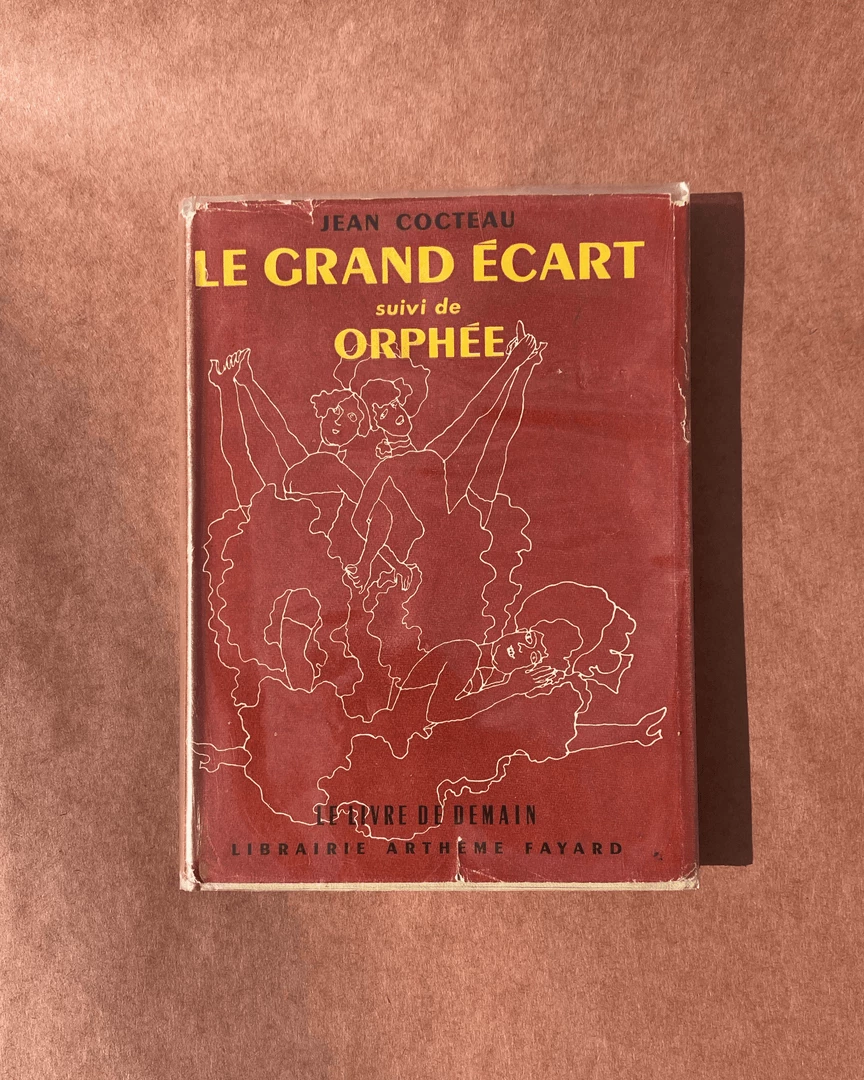 JEAN COCTEAU
LE GRAND ÉCART
suivi de
ORPHÉE
LE LIVRE DE DEMAIN
LIBRAIRIE ARTHÈME FAYARD